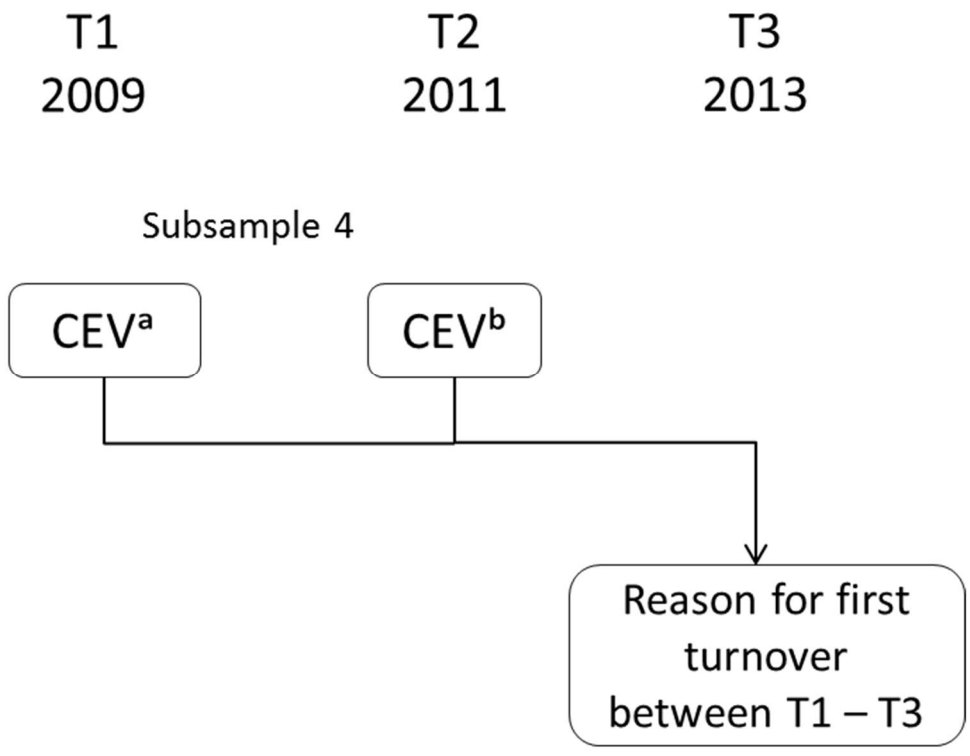 T1 T2 T3
2009 2011 2013
Subsample 4
CEVᵃ CEVᵇ
Reason for first
turnover
between T1 – T3